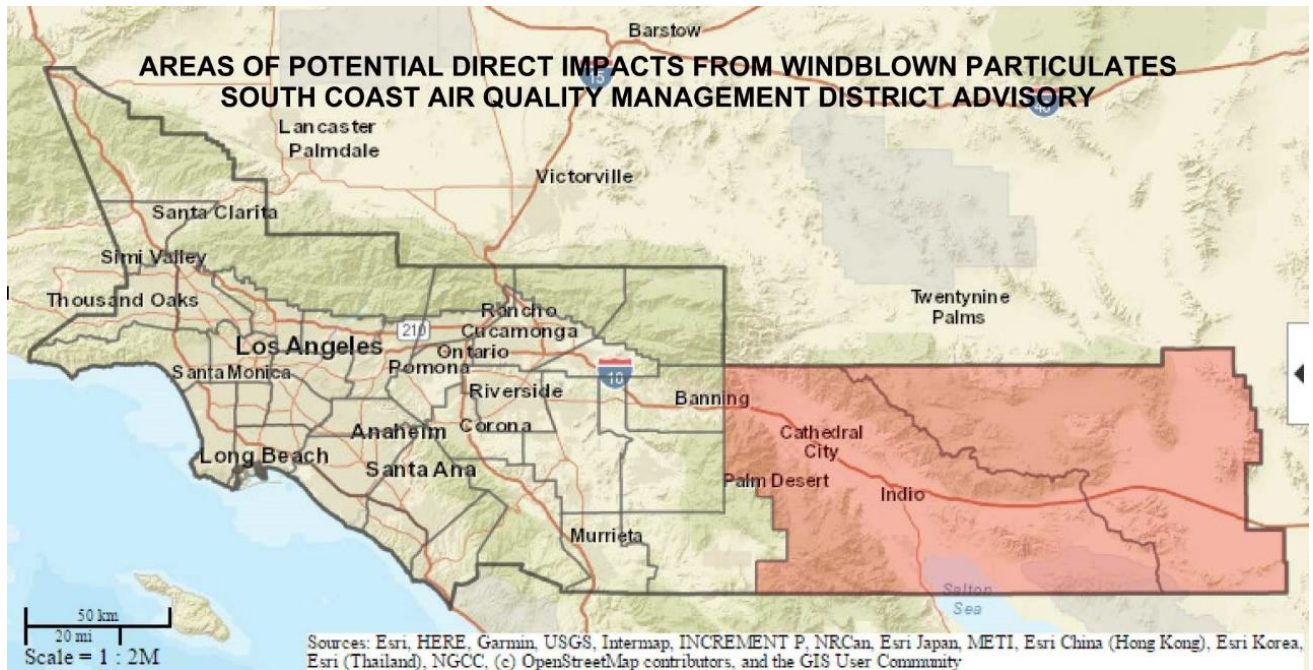 Barstow
AREAS OF POTENTIAL DIRECT IMPACTS FROM WINDBLOWN PARTICULATES
15
SOUTH COAST AIR QUALITY MANAGEMENT DISTRICT ADVISORY
40
Lancaster
Palmdale
Victorville
Santa Clarita
Simi Valley
Thousand Oaks
Twentynine
Palms
Rancho
Cucamonga
210
Los Angeles
Ontario
Pomona
Santa Monica
10
Riverside
Banning
Anaheim
Corona
Cathedral
City
Long Beach
Santa Ana
Palm Desert
Indio
Murrieta
Salton
Sea
50 km
20 mi
Scale = 1 : 2M
Sources: Esri, HERE, Garmin, USGS, Intermap, INCREMENT P, NRCan, Esri Japan, METI, Esri China (Hong Kong), Esri Korea,
Esri (Thailand), NGCC, (c) OpenStreetMap contributors, and the GIS User Community